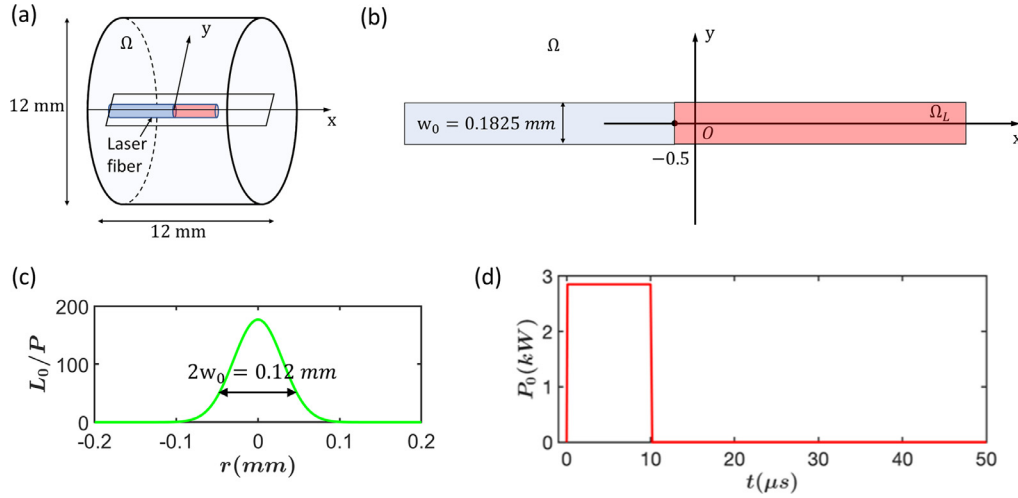 (a)
Ω
y
12 mm
x
Laser
fiber
12 mm
(b)
y
Ω
w₀ = 0.1825 mm
Ω_L
O
x
−0.5
(c)
200
100
0
L₀/P
2w₀ = 0.12 mm
-0.2 -0.1 0 0.1 0.2
r(mm)
(d)
3
2
1
0
P₀(kW)
0 10 20 30 40 50
t(μs)